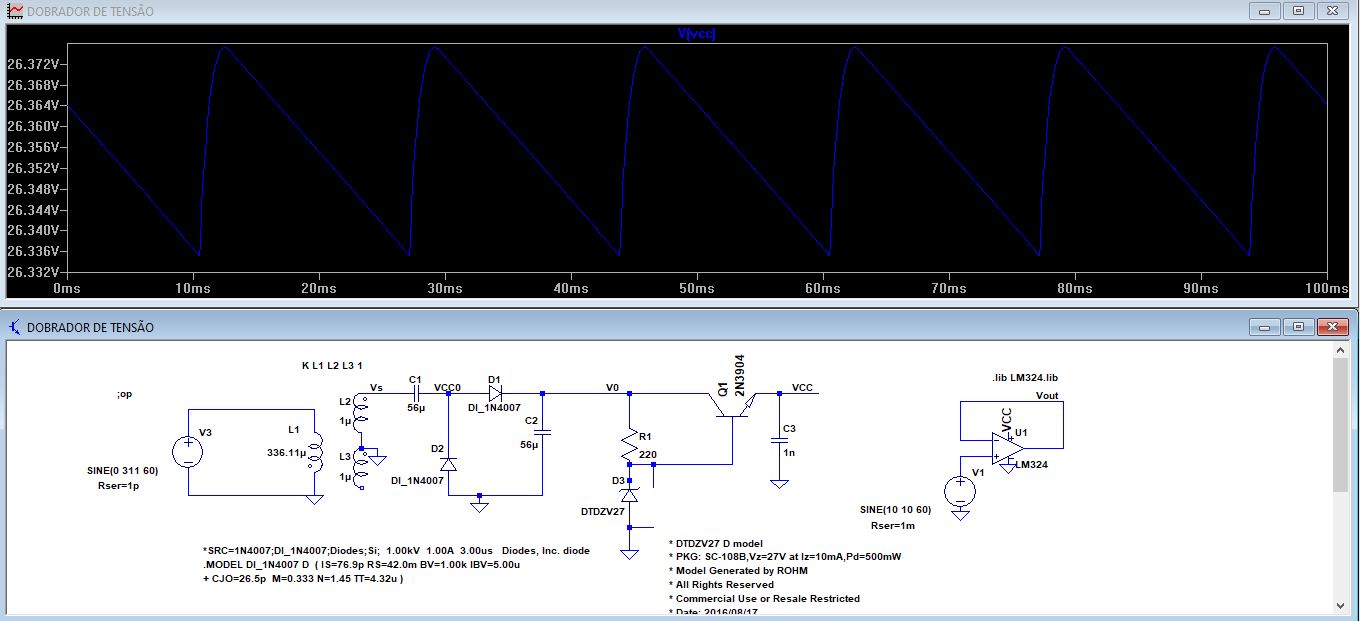 DOBRADOR DE TENSÃO
V(vcc)
26.372V
26.368V
26.364V
26.360V
26.356V
26.352V
26.348V
26.344V
26.340V
26.336V
26.332V
0ms 10ms 20ms 30ms 40ms 50ms 60ms 70ms 80ms 90ms 100ms
DOBRADOR DE TENSÃO
K L1 L2 L3 1
;op
V3
SINE(0 311 60)
Rser=1p
L1
336.11µ
L2
1µ
L3
1µ
Vs
C1
56µ
VCC0
D1
DI_1N4007
D2
DI_1N4007
C2
56µ
V0
R1
220
D3
DTDZV27
Q1
2N3904
VCC
C3
1n
.lib LM324.lib
Vout
VCC
U1
LM324
V1
SINE(10 10 60)
Rser=1m
*SRC=1N4007;DI_1N4007;Diodes;Si; 1.00kV 1.00A 3.00us Diodes, Inc. diode
.MODEL DI_1N4007 D ( IS=76.9p RS=42.0m BV=1.00k IBV=5.00u
+ CJO=26.5p M=0.333 N=1.45 TT=4.32u )
* DTDZV27 D model
* PKG: SC-108B,Vz=27V at Iz=10mA,Pd=500mW
* Model Generated by ROHM
* All Rights Reserved
* Commercial Use or Resale Restricted
* Date: 2016/08/17